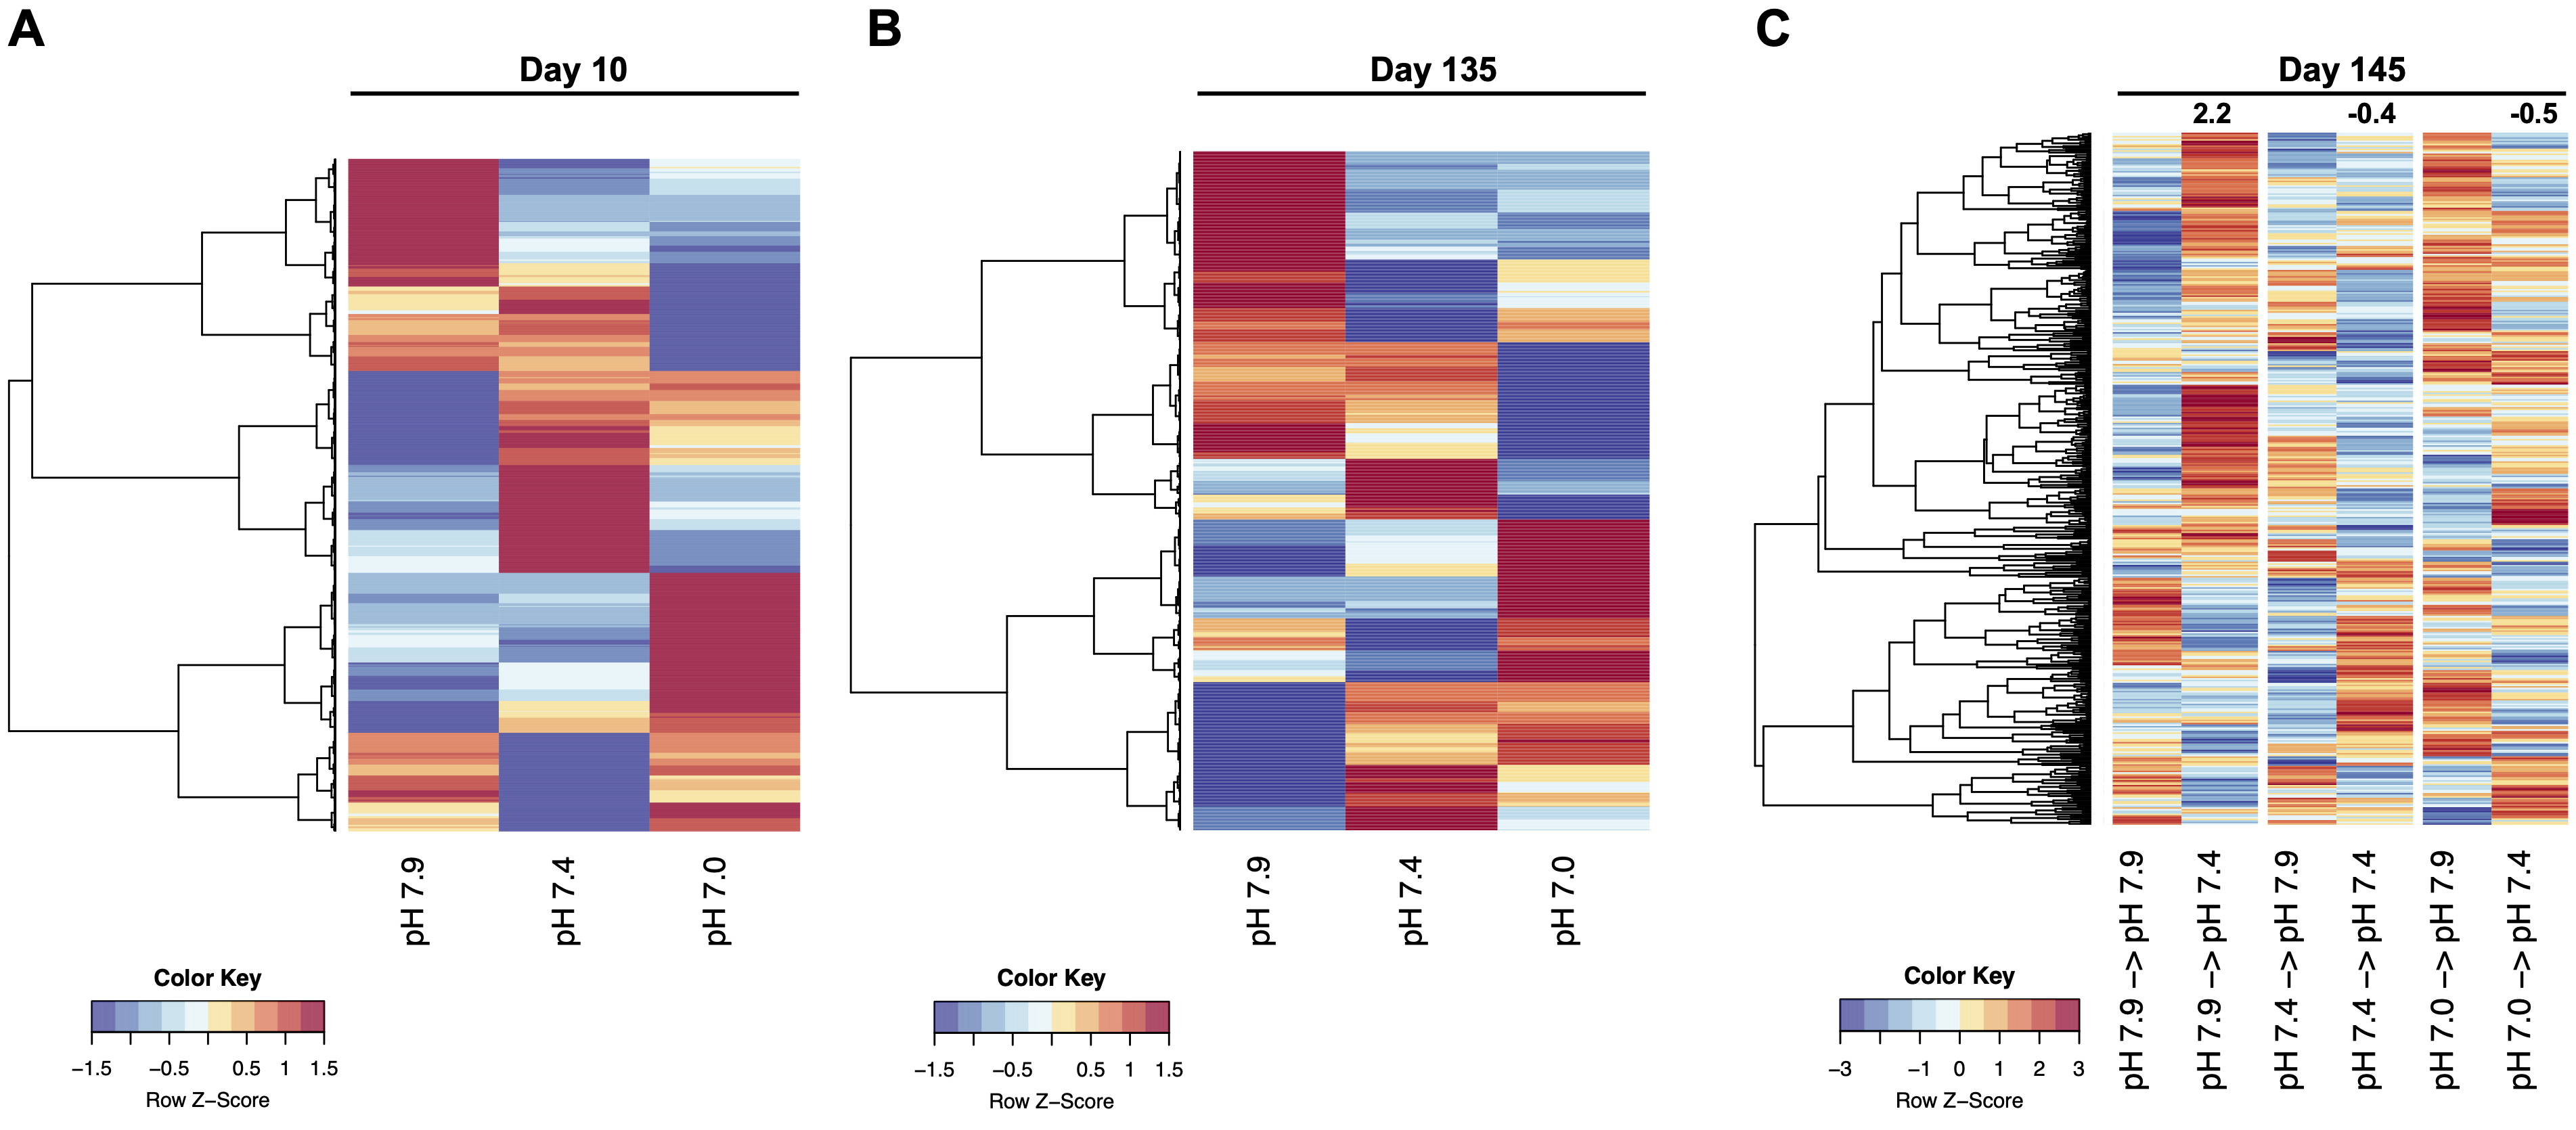 A
Day 10
pH 7.9
pH 7.4
pH 7.0
Color Key
−1.5 −0.5 0.5 1 1.5
Row Z−Score
B
Day 135
pH 7.9
pH 7.4
pH 7.0
Color Key
−1.5 −0.5 0.5 1 1.5
Row Z−Score
C
Day 145
2.2 -0.4 -0.5
pH 7.9 −> pH 7.9
pH 7.9 −> pH 7.4
pH 7.4 −> pH 7.9
pH 7.4 −> pH 7.4
pH 7.0 −> pH 7.9
pH 7.0 −> pH 7.4
Color Key
−3 −1 0 1 2 3
Row Z−Score